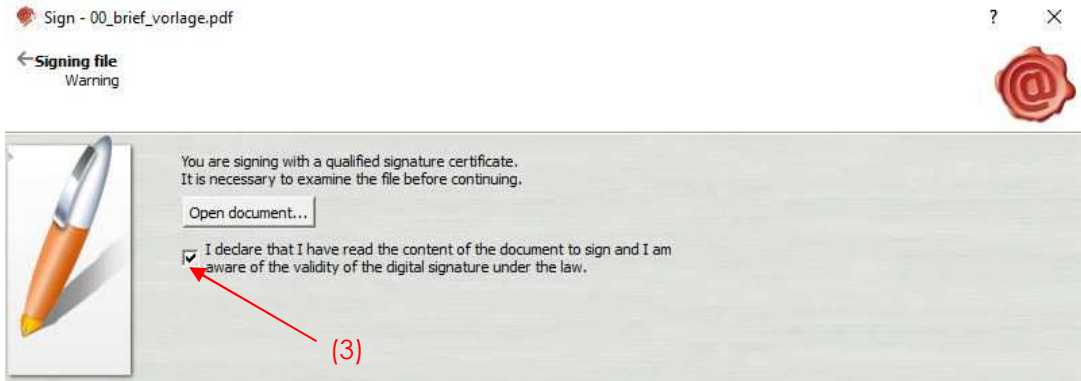 Sign - 00_brief_vorlage.pdf ?
Signing file
Warning
You are signing with a qualified signature certificate.
It is necessary to examine the file before continuing.
Open document...
I declare that I have read the content of the document to sign and I am
aware of the validity of the digital signature under the law.
(3)